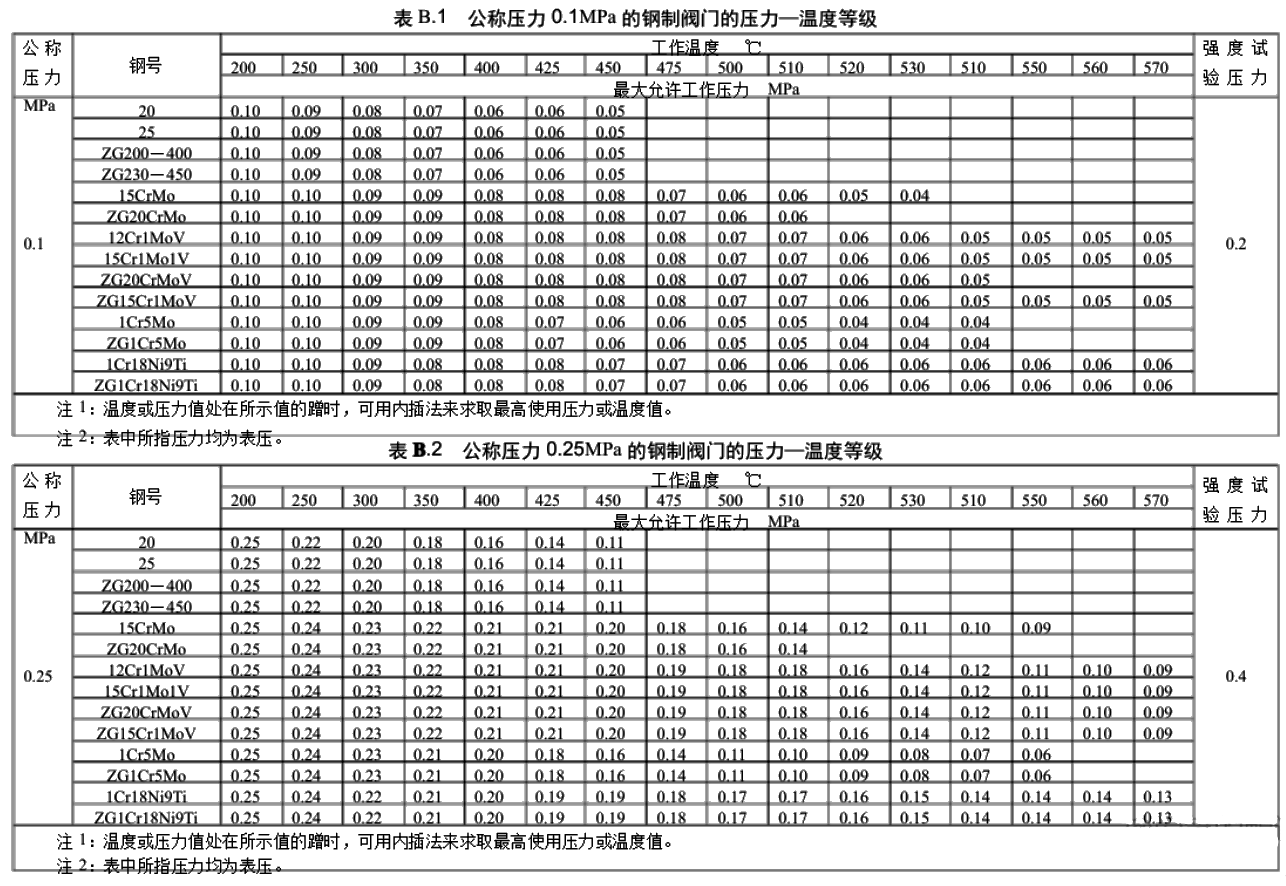 表 B.1 公称压力 0.1MPa 的钢制阀门的压力—温度等级
公称压力 MPa 钢号 工作温度 ℃ 强度试验压力
200 250 300 350 400 425 450 475 500 510 520 530 510 550 560 570
最大允许工作压力 MPa
20 0.10 0.09 0.08 0.07 0.06 0.06 0.05
25 0.10 0.09 0.08 0.07 0.06 0.06 0.05
ZG200—400 0.10 0.09 0.08 0.07 0.06 0.06 0.05
ZG230—450 0.10 0.09 0.08 0.07 0.06 0.06 0.05
15CrMo 0.10 0.10 0.09 0.09 0.08 0.08 0.08 0.07 0.06 0.06 0.05 0.04
ZG20CrMo 0.10 0.10 0.09 0.09 0.08 0.08 0.08 0.07 0.06 0.06
0.1 12Cr1MoV 0.10 0.10 0.09 0.09 0.08 0.08 0.08 0.08 0.07 0.07 0.06 0.06 0.05 0.05 0.05 0.05 0.2
15Cr1Mo1V 0.10 0.10 0.09 0.09 0.08 0.08 0.08 0.08 0.07 0.07 0.06 0.06 0.05 0.05 0.05 0.05
ZG20CrMoV 0.10 0.10 0.09 0.09 0.08 0.08 0.08 0.08 0.07 0.07 0.06 0.06 0.05
ZG15Cr1MoV 0.10 0.10 0.09 0.09 0.08 0.08 0.08 0.08 0.07 0.07 0.06 0.06 0.05 0.05 0.05 0.05
1Cr5Mo 0.10 0.10 0.09 0.09 0.08 0.07 0.06 0.06 0.05 0.05 0.04 0.04 0.04
ZG1Cr5Mo 0.10 0.10 0.09 0.09 0.08 0.07 0.06 0.06 0.05 0.05 0.04 0.04 0.04
1Cr18Ni9Ti 0.10 0.10 0.09 0.08 0.08 0.08 0.07 0.07 0.06 0.06 0.06 0.06 0.06 0.06 0.06 0.06
ZG1Cr18Ni9Ti 0.10 0.10 0.09 0.08 0.08 0.08 0.07 0.07 0.06 0.06 0.06 0.06 0.06 0.06 0.06 0.06
注 1：温度或压力值处在所示值的蹭时，可用内插法来求取最高使用压力或温度值。
注 2：表中所指压力均为表压。
表 B.2 公称压力 0.25MPa 的钢制阀门的压力—温度等级
公称压力 MPa 钢号 工作温度 ℃ 强度试验压力
200 250 300 350 400 425 450 475 500 510 520 530 510 550 560 570
最大允许工作压力 MPa
20 0.25 0.22 0.20 0.18 0.16 0.14 0.11
25 0.25 0.22 0.20 0.18 0.16 0.14 0.11
ZG200—400 0.25 0.22 0.20 0.18 0.16 0.14 0.11
ZG230—450 0.25 0.22 0.20 0.18 0.16 0.14 0.11
15CrMo 0.25 0.24 0.23 0.22 0.21 0.21 0.20 0.18 0.16 0.14 0.12 0.11 0.10 0.09
ZG20CrMo 0.25 0.24 0.23 0.22 0.21 0.21 0.20 0.18 0.16 0.14
0.25 12Cr1MoV 0.25 0.24 0.23 0.22 0.21 0.21 0.20 0.19 0.18 0.18 0.16 0.14 0.12 0.11 0.10 0.09 0.4
15Cr1Mo1V 0.25 0.24 0.23 0.22 0.21 0.21 0.20 0.19 0.18 0.18 0.16 0.14 0.12 0.11 0.10 0.09
ZG20CrMoV 0.25 0.24 0.23 0.22 0.21 0.21 0.20 0.19 0.18 0.18 0.16 0.14 0.12 0.11 0.10 0.09
ZG15Cr1MoV 0.25 0.24 0.23 0.22 0.21 0.21 0.20 0.19 0.18 0.18 0.16 0.14 0.12 0.11 0.10 0.09
1Cr5Mo 0.25 0.24 0.23 0.21 0.20 0.18 0.16 0.14 0.11 0.10 0.09 0.08 0.07 0.06
ZG1Cr5Mo 0.25 0.24 0.23 0.21 0.20 0.18 0.16 0.14 0.11 0.10 0.09 0.08 0.07 0.06
1Cr18Ni9Ti 0.25 0.24 0.22 0.21 0.20 0.19 0.19 0.18 0.17 0.17 0.16 0.15 0.14 0.14 0.14 0.13
ZG1Cr18Ni9Ti 0.25 0.24 0.22 0.21 0.20 0.19 0.19 0.18 0.17 0.17 0.16 0.15 0.14 0.14 0.14 0.13
注 1：温度或压力值处在所示值的蹭时，可用内插法来求取最高使用压力或温度值。
注 2：表中所指压力均为表压。